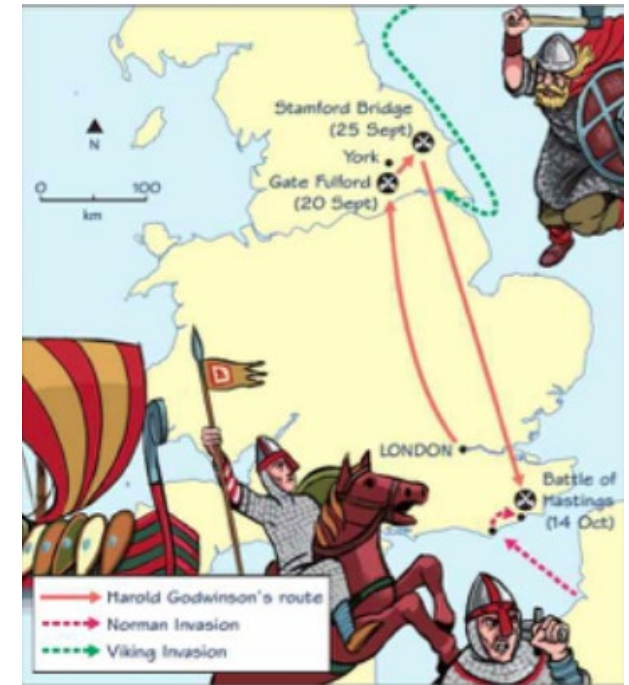 Stamford Bridge
(25 Sept)
York
Gate Fulford
(20 Sept)
N
0 100
km
LONDON
Battle of
Hastings
(14 Oct)
Harold Godwinson's route
Norman Invasion
Viking Invasion